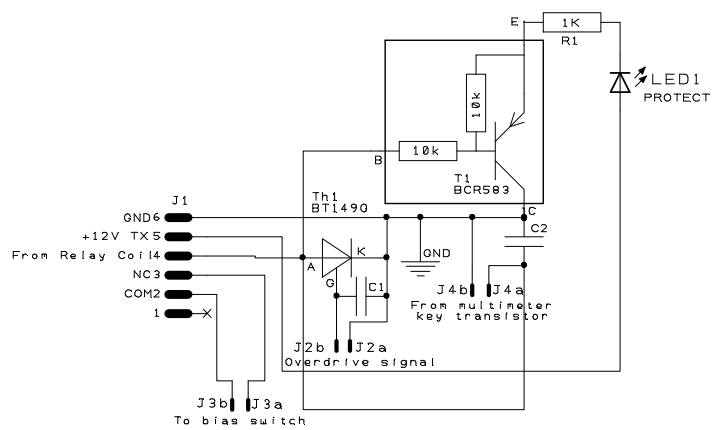 E
1K
R1
LED1
PROTECT
10k
B
10k
T1
BCR583
J1
Th1
BT149G
C
GND6
+12V TX5
C2
From Relay Coil4
A
K
GND
NC3
G
C1
J4b
J4a
COM2
From multimeter
key transistor
1
J2b
J2a
Overdrive signal
J3b
J3a
To bias switch